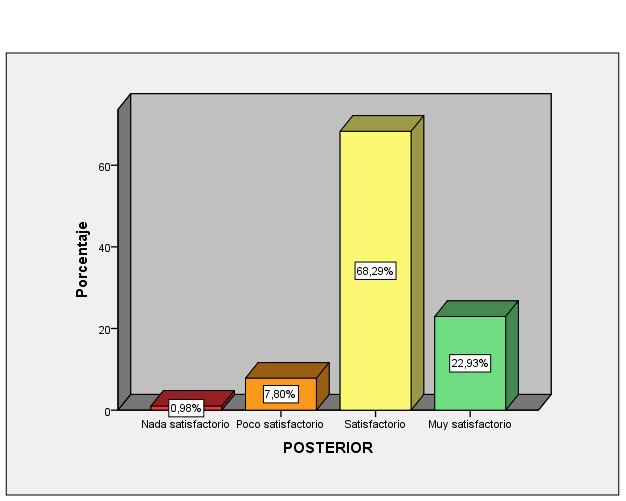 Porcentaje
60
40
20
0
68,29%
22,93%
7,80%
0,98%
Nada satisfactorio Poco satisfactorio Satisfactorio Muy satisfactorio
POSTERIOR